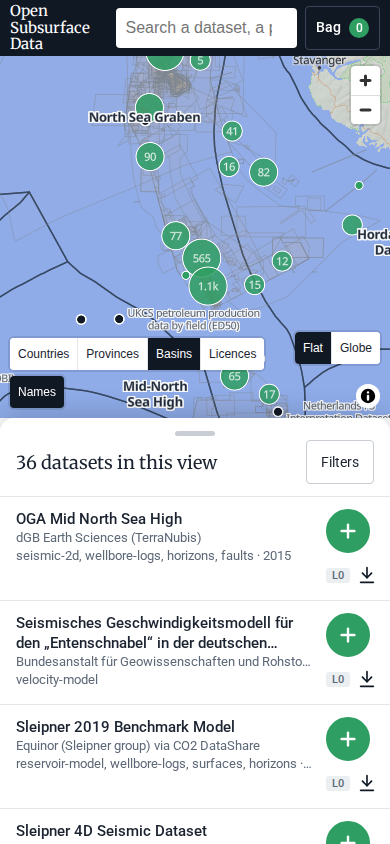 Open
Subsurface
Data
Search a dataset, a p
Bag 0
Stavanger
5
North Sea Graben
41
90
16
82
Horda
Da
77
565
12
1.1k
15
UKCS petroleum production
data by field (ED50)
Countries Provinces Basins Licences
Flat Globe
Names
65
Mid-North
Sea High
17
Netherlands
36 datasets in this view
Filters
OGA Mid North Sea High
dGB Earth Sciences (TerraNubis)
seismic-2d, wellbore-logs, horizons, faults · 2015
L0
Seismisches Geschwindigkeitsmodell für
den „Entenschnabel“ in der deutschen…
Bundesanstalt für Geowissenschaften und Rohsto…
velocity-model
L0
Sleipner 2019 Benchmark Model
Equinor (Sleipner group) via CO2 DataShare
reservoir-model, wellbore-logs, surfaces, horizons ·…
L0
Sleipner 4D Seismic Dataset